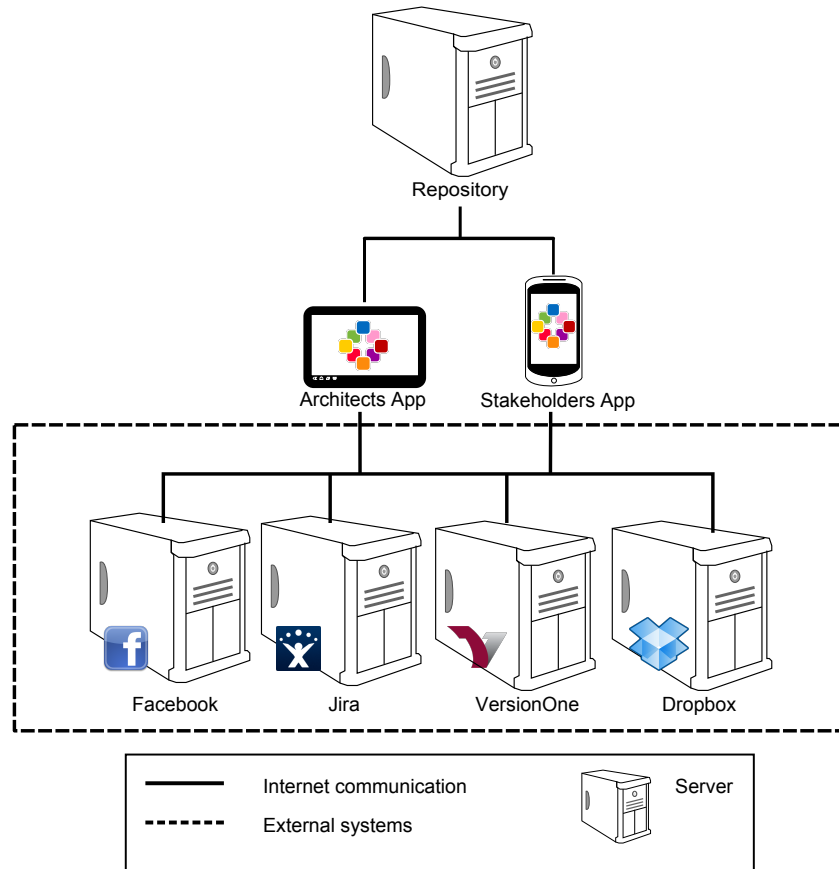 Repository
Architects App
Stakeholders App
f
Facebook
Jira
VersionOne
Dropbox
Internet communication
Server
External systems